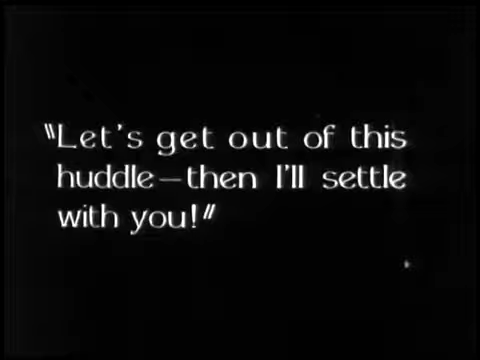 "Let's get out of this
huddle—then I'll settle
with you!"